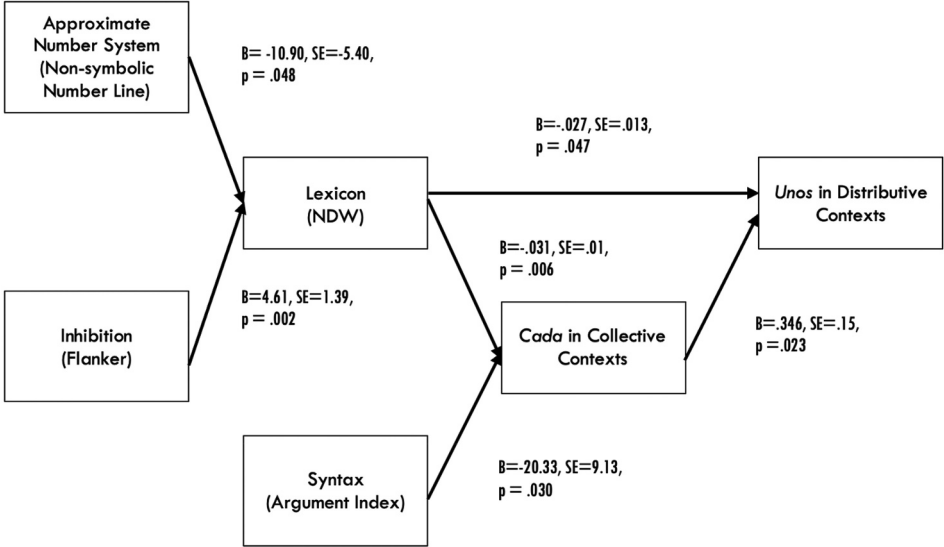 Approximate
Number System
(Non-symbolic
Number Line)
B= -10.90, SE=-5.40,
p = .048
B=-.027, SE=.013,
p = .047
Lexicon
(NDW)
Unos in Distributive
Contexts
B=-.031, SE=.01,
p = .006
B=4.61, SE=1.39,
p = .002
Inhibition
(Flanker)
Cada in Collective
Contexts
B=.346, SE=.15,
p =.023
Syntax
(Argument Index)
B=-20.33, SE=9.13,
p = .030